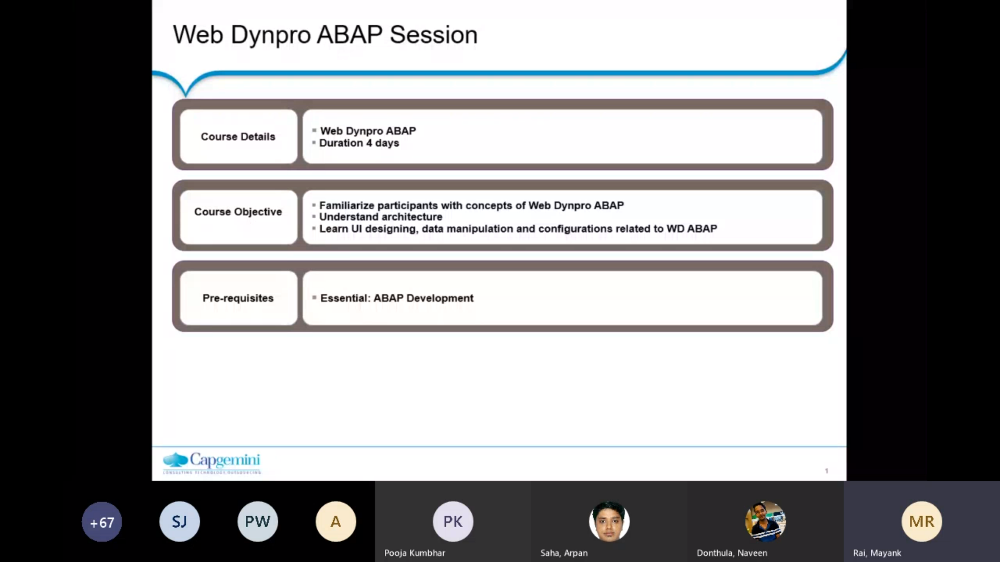 Web Dynpro ABAP Session
Course Details
Web Dynpro ABAP
Duration 4 days
Course Objective
Familiarize participants with concepts of Web Dynpro ABAP
Understand architecture
Learn UI designing, data manipulation and configurations related to WD ABAP
Pre-requisites
Essential: ABAP Development
Capgemini
CONSULTING.TECHNOLOGY.OUTSOURCING
1
+67
SJ
PW
A
PK
MR
Pooja Kumbhar
Saha, Arpan
Donthula, Naveen
Rai, Mayank